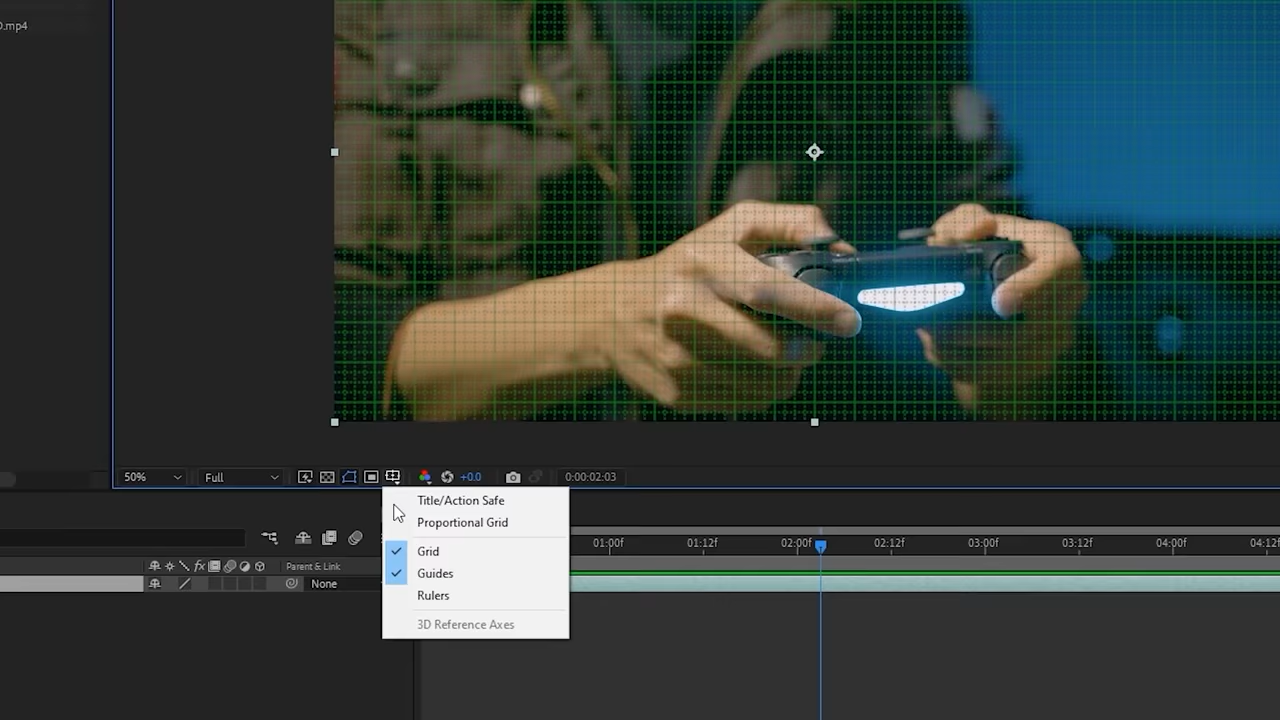 .mp4
50%
Full
+0.0
0:00:02:03
Title/Action Safe
Proportional Grid
Grid
Guides
Rulers
3D Reference Axes
01:00f
01:12f
02:00f
02:12f
03:00f
03:12f
04:00f
04:12f
fx
Parent & Link
None